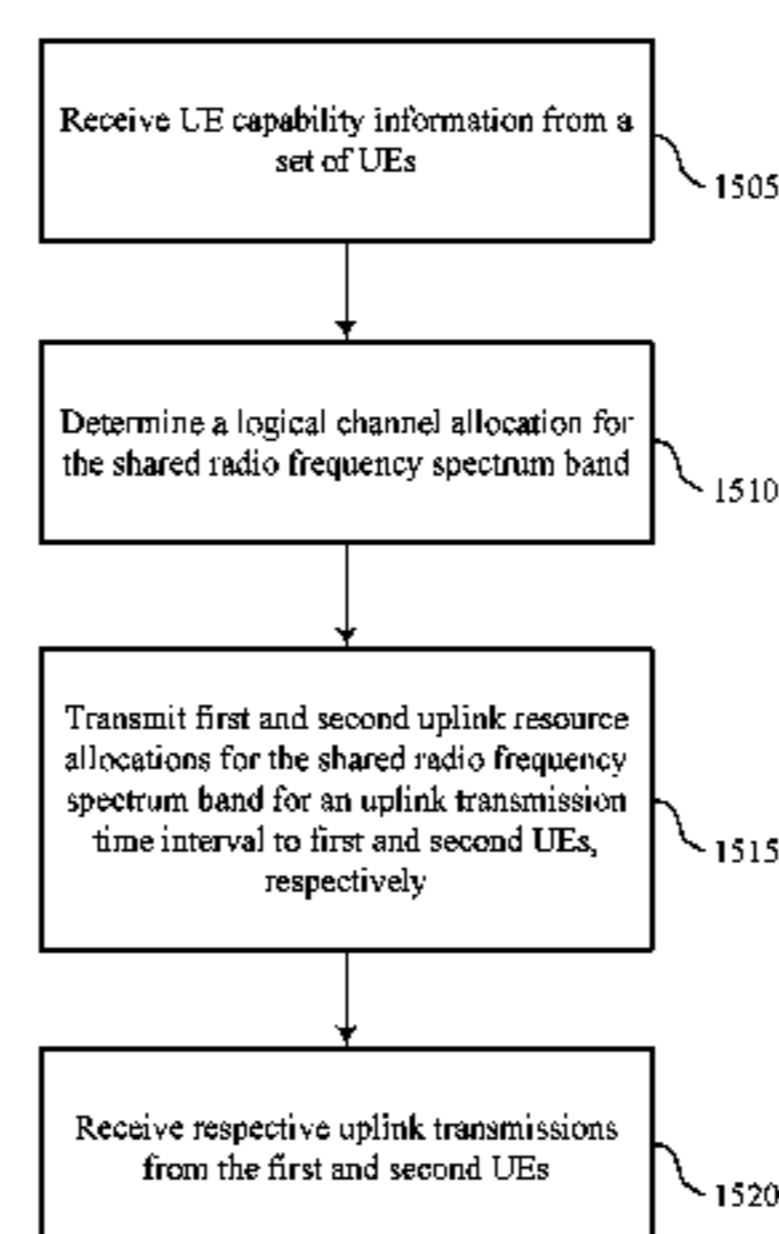 Receive UE capability information from a
set of UEs
1505
Determine a logical channel allocation for
the shared radio frequency spectrum band
1510
Transmit first and second uplink resource
allocations for the shared radio frequency
spectrum band for an uplink transmission
time interval to first and second UEs,
respectively
1515
Receive respective uplink transmissions
from the first and second UEs
1520